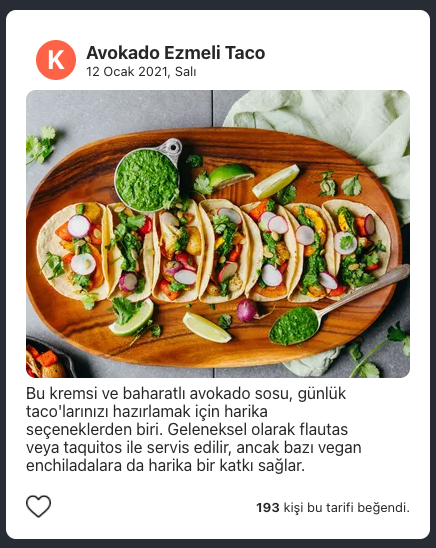 K
Avokado Ezmeli Taco
12 Ocak 2021, Salı
Bu kremsi ve baharatlı avokado sosu, günlük
taco'larınızı hazırlamak için harika
seçeneklerden biri. Geleneksel olarak flautas
veya taquitos ile servis edilir, ancak bazı vegan
enchiladalara da harika bir katkı sağlar.
193 kişi bu tarifi beğendi.